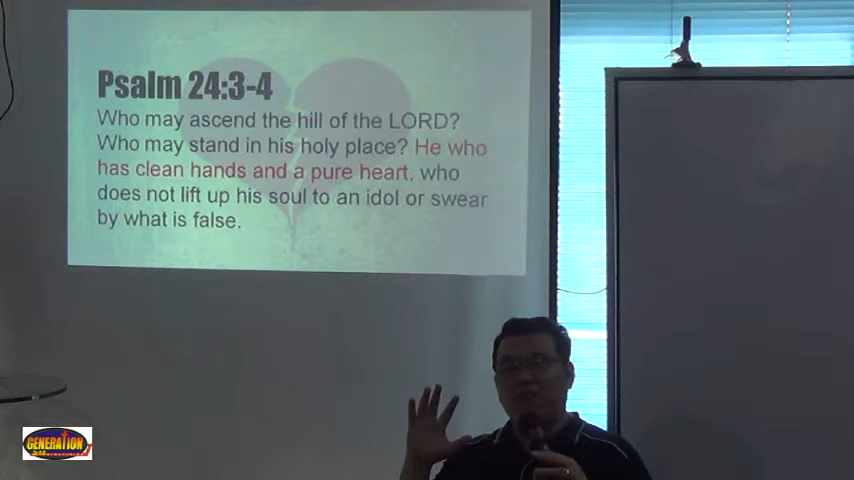 Psalm 24:3-4
Who may ascend the hill of the LORD?
Who may stand in his holy place? He who
has clean hands and a pure heart, who
does not lift up his soul to an idol or swear
by what is false.
GENERATION